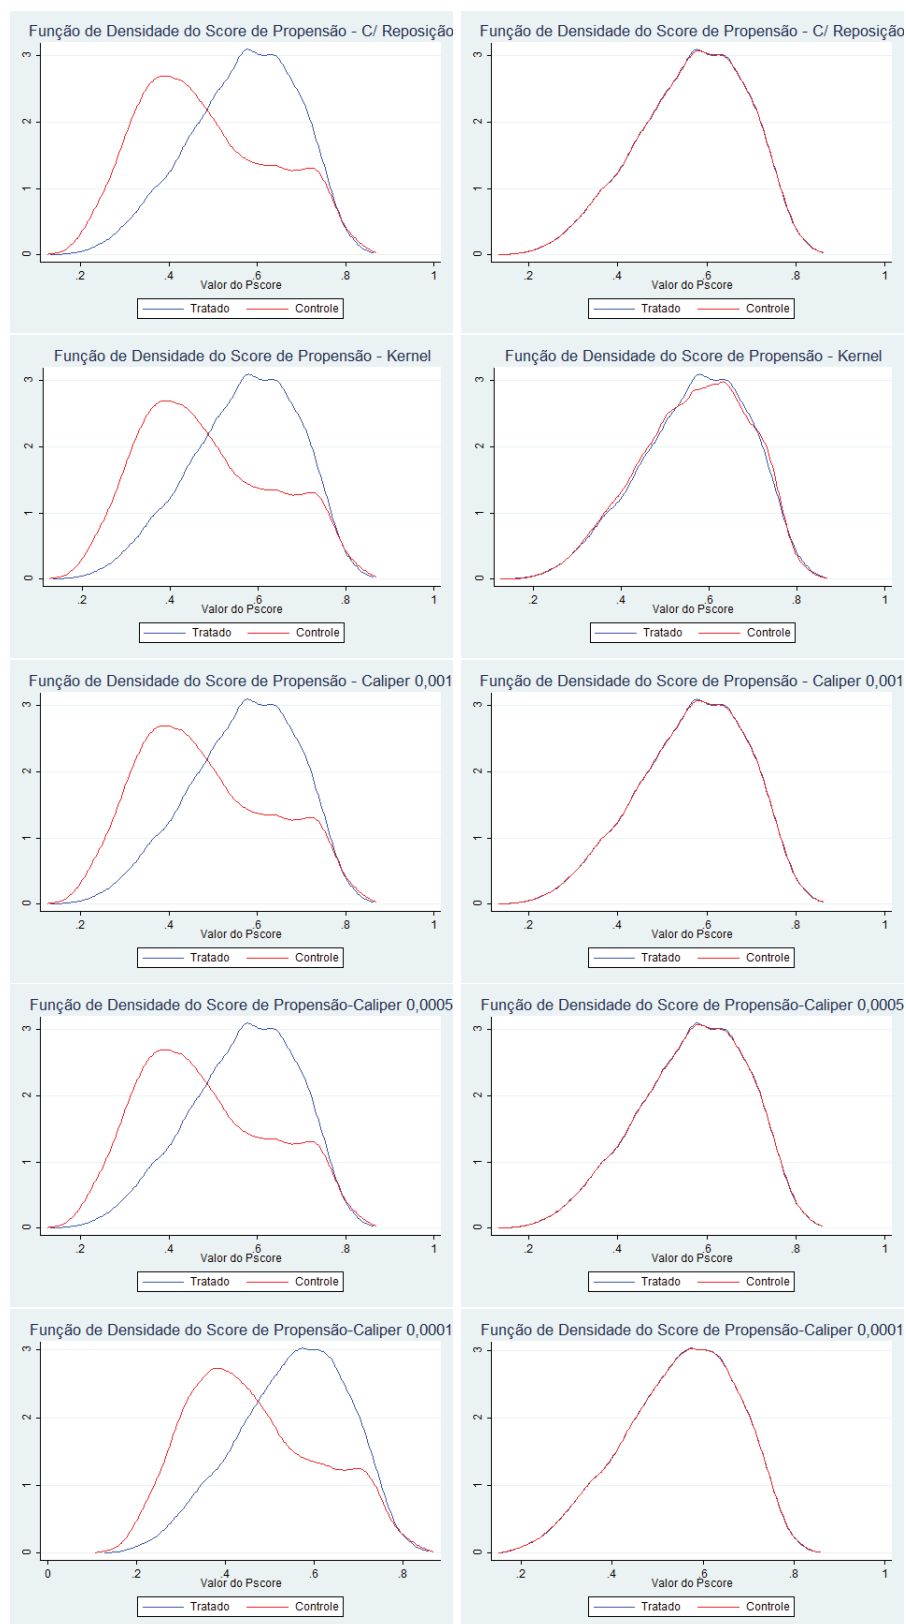 Função de Densidade do Score de Propensão - C/ Reposição
3
2
1
0
.2 .4 .6 .8 1
Valor do Pscore
Tratado Controle
Função de Densidade do Score de Propensão - C/ Reposição
3
2
1
0
.2 .4 .6 .8 1
Valor do Pscore
Tratado Controle
Função de Densidade do Score de Propensão - Kernel
3
2
1
0
.2 .4 .6 .8 1
Valor do Pscore
Tratado Controle
Função de Densidade do Score de Propensão - Kernel
3
2
1
0
.2 .4 .6 .8 1
Valor do Pscore
Tratado Controle
Função de Densidade do Score de Propensão - Caliper 0,001
3
2
1
0
.2 .4 .6 .8 1
Valor do Pscore
Tratado Controle
Função de Densidade do Score de Propensão - Caliper 0,001
3
2
1
0
.2 .4 .6 .8 1
Valor do Pscore
Tratado Controle
Função de Densidade do Score de Propensão-Caliper 0,0005
3
2
1
0
.2 .4 .6 .8 1
Valor do Pscore
Tratado Controle
Função de Densidade do Score de Propensão-Caliper 0,0005
3
2
1
0
.2 .4 .6 .8 1
Valor do Pscore
Tratado Controle
Função de Densidade do Score de Propensão-Caliper 0,0001
3
2
1
0
0 .2 .4 .6 .8
Valor do Pscore
Tratado Controle
Função de Densidade do Score de Propensão-Caliper 0,0001
3
2
1
0
.2 .4 .6 .8 1
Valor do Pscore
Tratado Controle